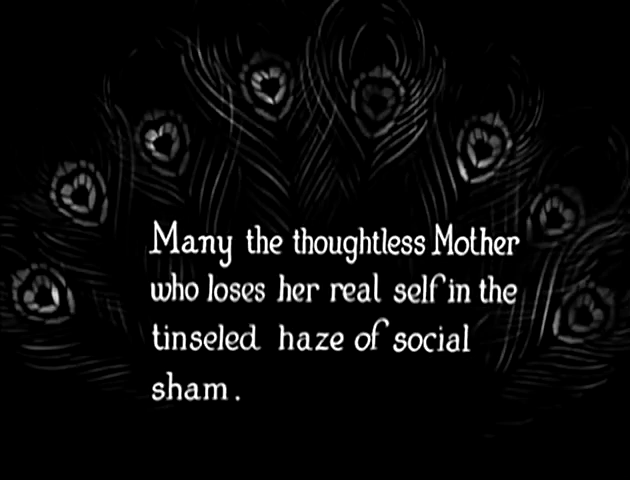 Many the thoughtless Mother
who loses her real self in the
tinseled haze of social
sham.